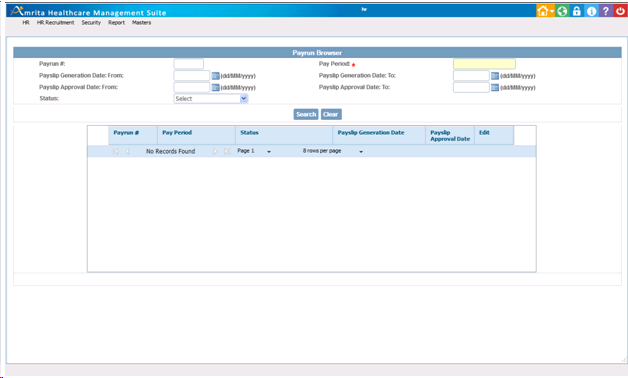 Amrita Healthcare Management Suite
hr
HR HR Recruitment Security Report Masters
Payrun Browser
Payrun #: Pay Period: *
Payslip Generation Date: From: (dd/MM/yyyy) Payslip Generation Date: To: (dd/MM/yyyy)
Payslip Approval Date: From: (dd/MM/yyyy) Payslip Approval Date: To: (dd/MM/yyyy)
Status: Select
Search Clear
Payrun # Pay Period Status Payslip Generation Date Payslip Approval Date Edit
No Records Found Page 1 8 rows per page